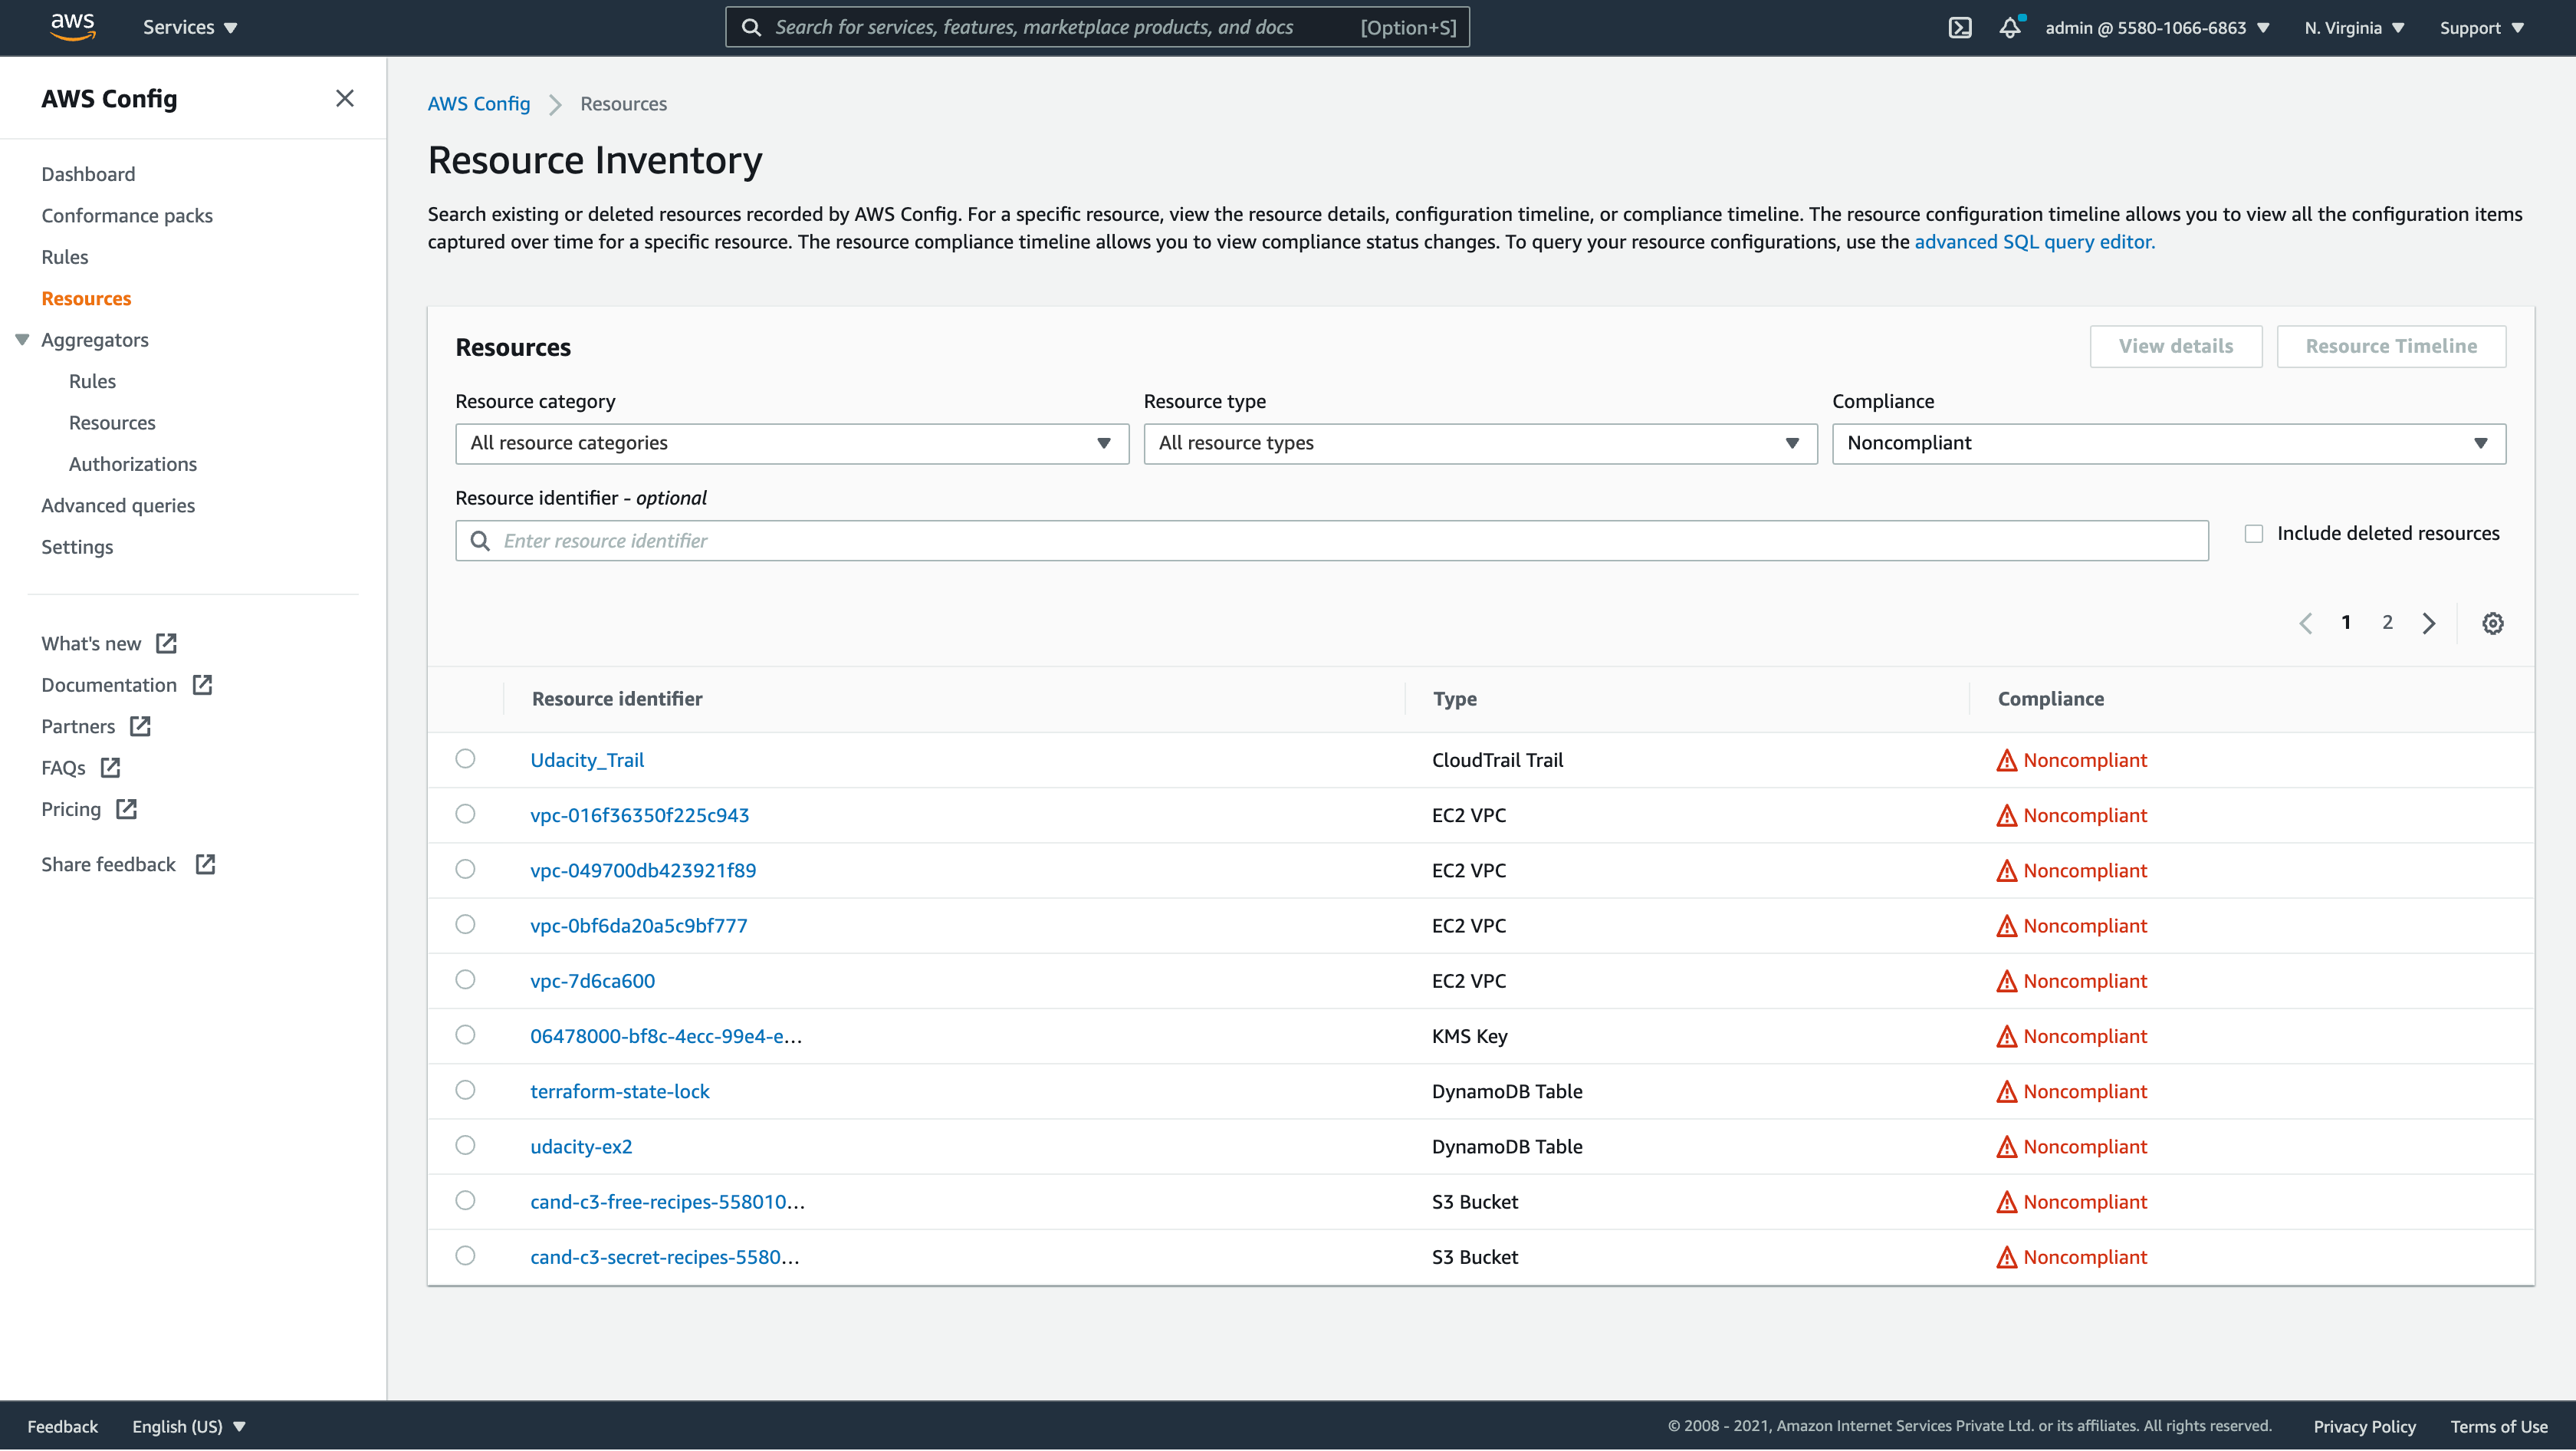 aws
Services
Search for services, features, marketplace products, and docs [Option+S]
admin @ 5580-1066-6863
N. Virginia
Support
AWS Config
Dashboard
Conformance packs
Rules
Resources
Aggregators
Rules
Resources
Authorizations
Advanced queries
Settings
What's new
Documentation
Partners
FAQs
Pricing
Share feedback
AWS Config Resources
Resource Inventory
Search existing or deleted resources recorded by AWS Config. For a specific resource, view the resource details, configuration timeline, or compliance timeline. The resource configuration timeline allows you to view all the configuration items
captured over time for a specific resource. The resource compliance timeline allows you to view compliance status changes. To query your resource configurations, use the advanced SQL query editor.
Resources
View details
Resource Timeline
Resource category
All resource categories
Resource type
All resource types
Compliance
Noncompliant
Resource identifier - optional
Enter resource identifier
Include deleted resources
1 2
Resource identifier Type Compliance
Udacity_Trail CloudTrail Trail Noncompliant
vpc-016f36350f225c943 EC2 VPC Noncompliant
vpc-049700db423921f89 EC2 VPC Noncompliant
vpc-0bf6da20a5c9bf777 EC2 VPC Noncompliant
vpc-7d6ca600 EC2 VPC Noncompliant
06478000-bf8c-4ecc-99e4-e... KMS Key Noncompliant
terraform-state-lock DynamoDB Table Noncompliant
udacity-ex2 DynamoDB Table Noncompliant
cand-c3-free-recipes-558010... S3 Bucket Noncompliant
cand-c3-secret-recipes-5580... S3 Bucket Noncompliant
Feedback
English (US)
© 2008 - 2021, Amazon Internet Services Private Ltd. or its affiliates. All rights reserved.
Privacy Policy
Terms of Use